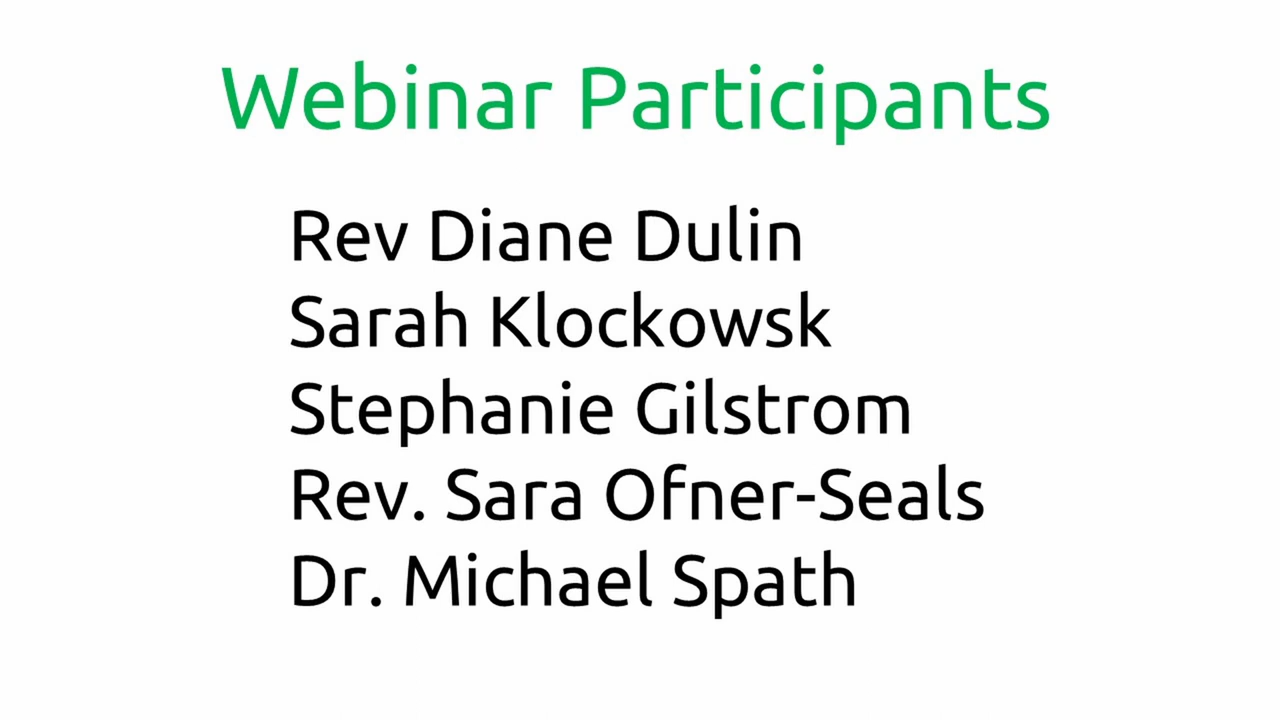 Webinar Participants
Rev Diane Dulin
Sarah Klockowsk
Stephanie Gilstrom
Rev. Sara Ofner-Seals
Dr. Michael Spath